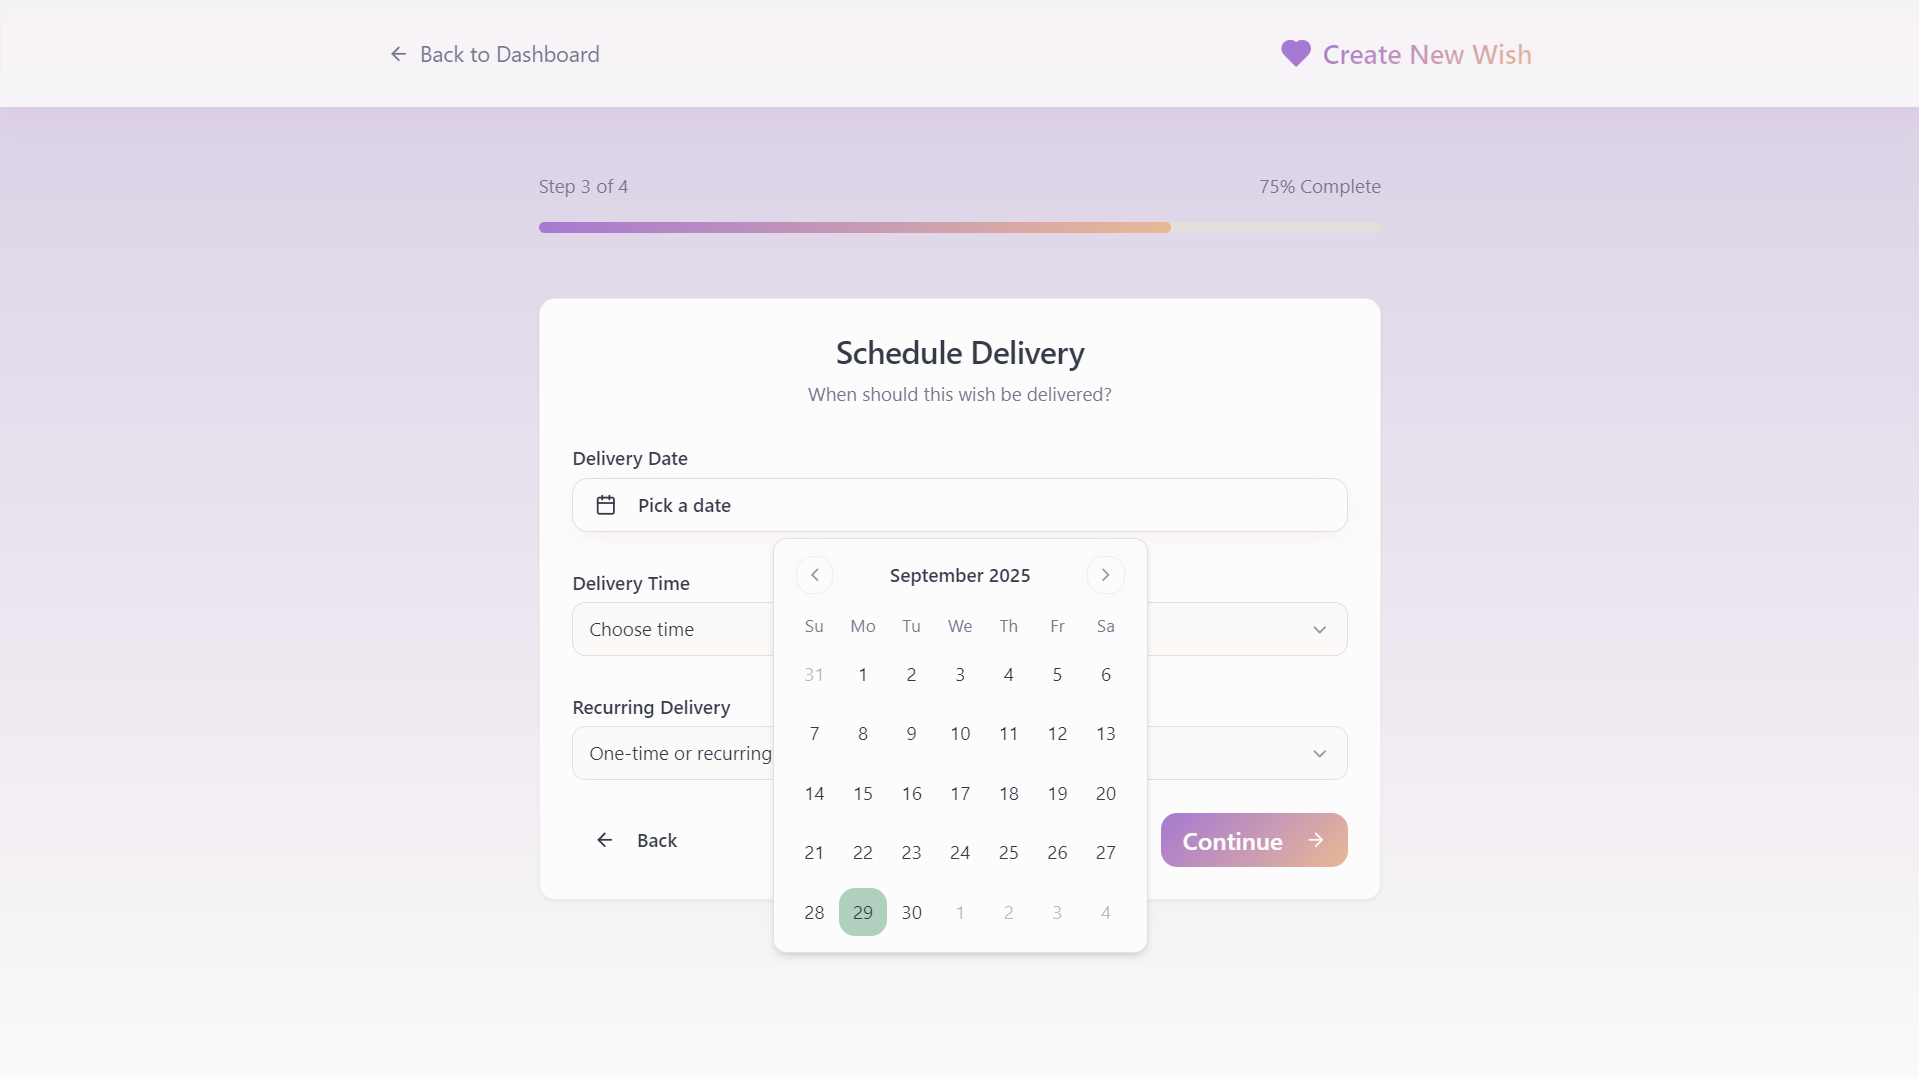 Back to Dashboard
Create New Wish
Step 3 of 4
75% Complete
Schedule Delivery
When should this wish be delivered?
Delivery Date
Pick a date
September 2025
Su Mo Tu We Th Fr Sa
31 1 2 3 4 5 6
7 8 9 10 11 12 13
14 15 16 17 18 19 20
21 22 23 24 25 26 27
28 29 30 1 2 3 4
Delivery Time
Choose time
Recurring Delivery
One-time or recurring
Back
Continue